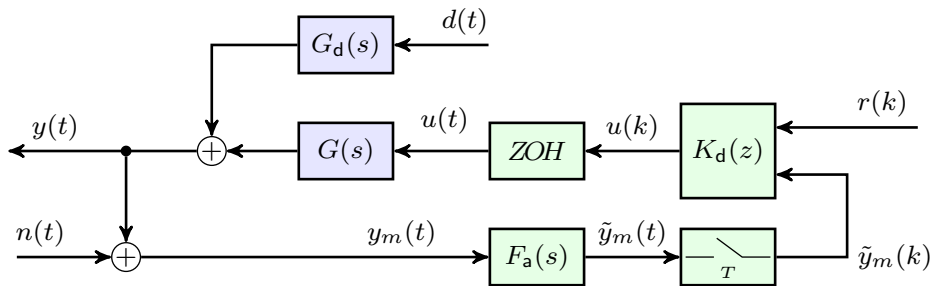 d(t)
G_d(s)
r(k)
y(t)
u(t)
u(k)
G(s)
ZOH
K_d(z)
n(t)
y_m(t)
ỹ_m(t)
F_a(s)
T
ỹ_m(k)